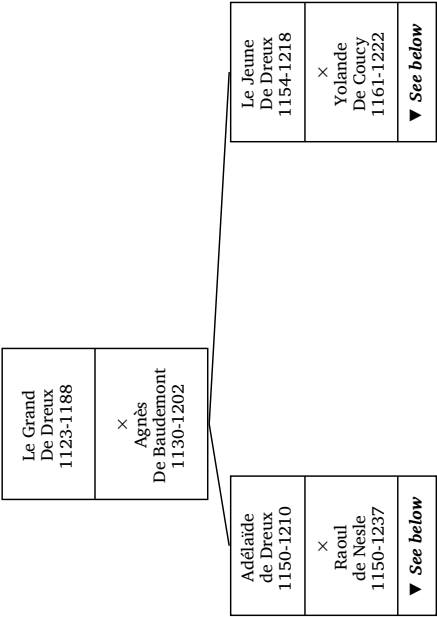 Le Grand
De Dreux
1123-1188
×
Agnès
De Baudemont
1130-1202
Adélaïde
de Dreux
1150-1210
×
Raoul
de Nesle
1150-1237
▼ See below
Le Jeune
De Dreux
1154-1218
×
Yolande
De Coucy
1161-1222
▼ See below